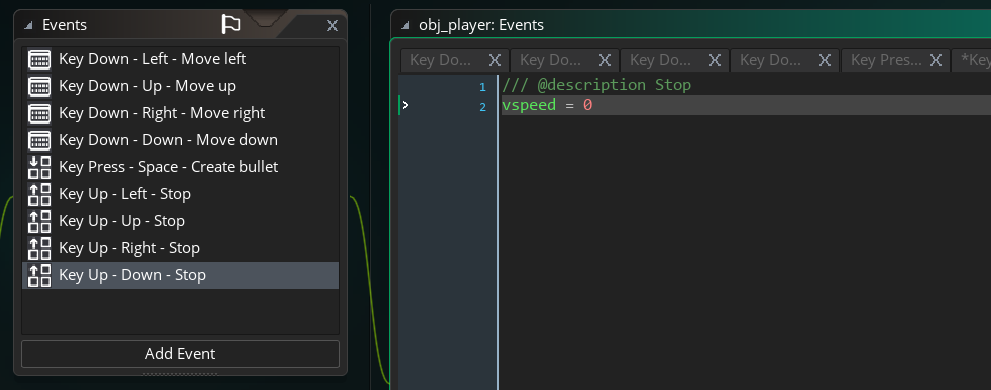 Events
Key Down - Left - Move left
Key Down - Up - Move up
Key Down - Right - Move right
Key Down - Down - Move down
Key Press - Space - Create bullet
Key Up - Left - Stop
Key Up - Up - Stop
Key Up - Right - Stop
Key Up - Down - Stop
Add Event
obj_player: Events
Key Do... Key Do... Key Do... Key Do... Key Pres... *Key
1 /// @description Stop
2 vspeed = 0